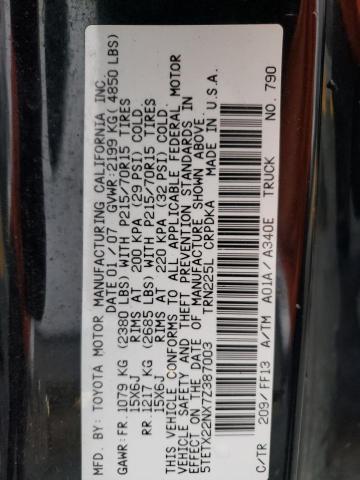 MFD. BY: TOYOTA MOTOR MANUFACTURING CALIFORNIA INC.
DATE 01 / 07 GVWR: 2199 KG ( 4850 LBS)
GAWR:FR. 1079 KG (2380 LBS) WITH P215/70R15 TIRES
15X6J RIMS AT 200 KPA (29 PSI) COLD.
RR. 1217 KG (2685 LBS) WITH P215/70R15 TIRES
15X6J RIMS AT 220 KPA (32 PSI) COLD.
THIS VEHICLE CONFORMS TO ALL APPLICABLE FEDERAL MOTOR
VEHICLE SAFETY AND THEFT PREVENTION STANDARDS IN
EFFECT ON THE DATE OF MANUFACTURE SHOWN ABOVE.
5TETX22NX7Z387003 TRN225L CRPPKA
MADE IN U.S.A.
C/TR 209/FF13 A/TM A01A/ A340E TRUCK NO. 790